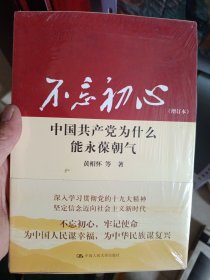 不忘初心
(增订本)
中国共产党为什么
能永葆朝气
黄相怀 等 著
深入学习贯彻党的十九大精神
坚定信念迈向社会主义新时代
不忘初心,牢记使命
为中国人民谋幸福,为中华民族谋复兴
中国人民大学出版社